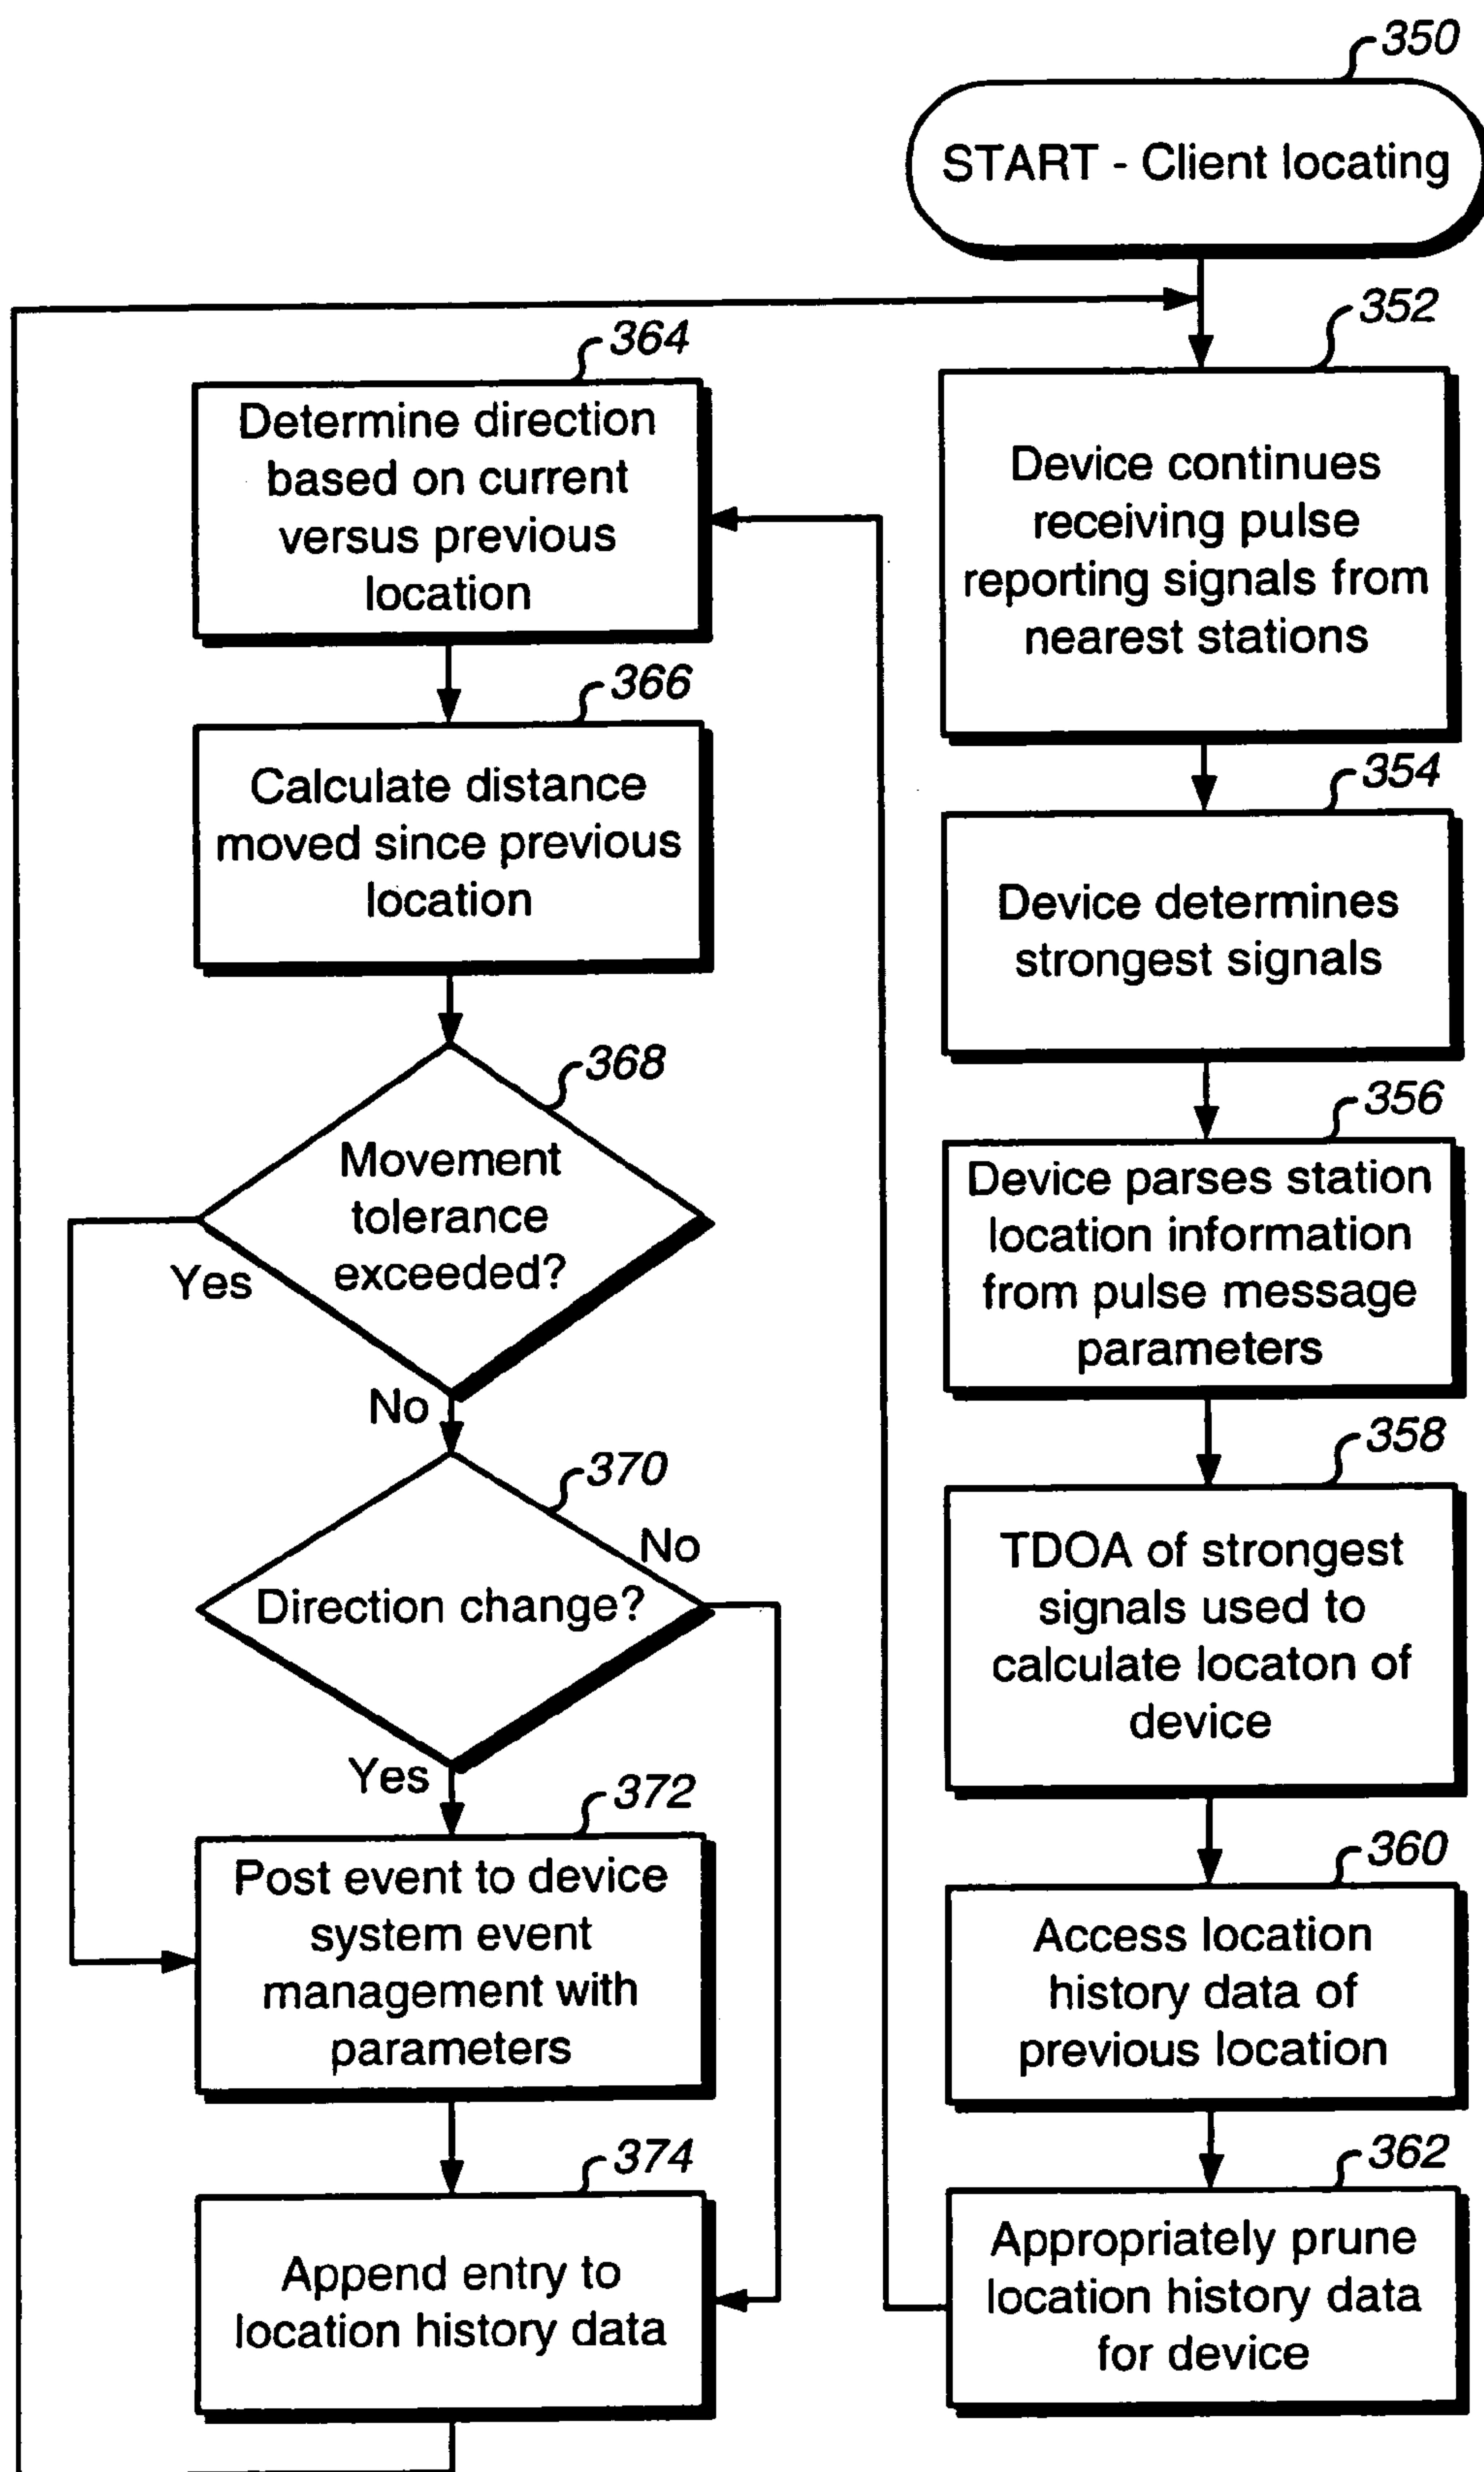 350
START - Client locating
352
Device continues
receiving pulse
reporting signals from
nearest stations
354
Device determines
strongest signals
356
Device parses station
location information
from pulse message
parameters
358
TDOA of strongest
signals used to
calculate locaton of
device
360
Access location
history data of
previous location
362
Appropriately prune
location history data
for device
364
Determine direction
based on current
versus previous
location
366
Calculate distance
moved since previous
location
368
Movement
tolerance
exceeded?
Yes
No
370
Direction change?
No
Yes
372
Post event to device
system event
management with
parameters
374
Append entry to
location history data